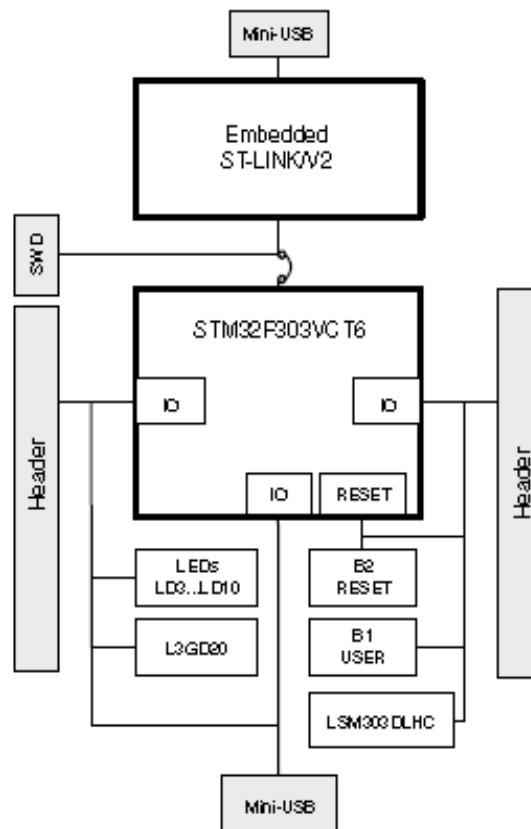 Mini-USB
Embedded
ST-LINK/V2
SWD
STM32F303VCT6
IO
IO
Header
Header
IO
RESET
LEDs
LD3...LD10
B2
RESET
L3GD20
B1
USER
LSM303DLHC
Mini-USB